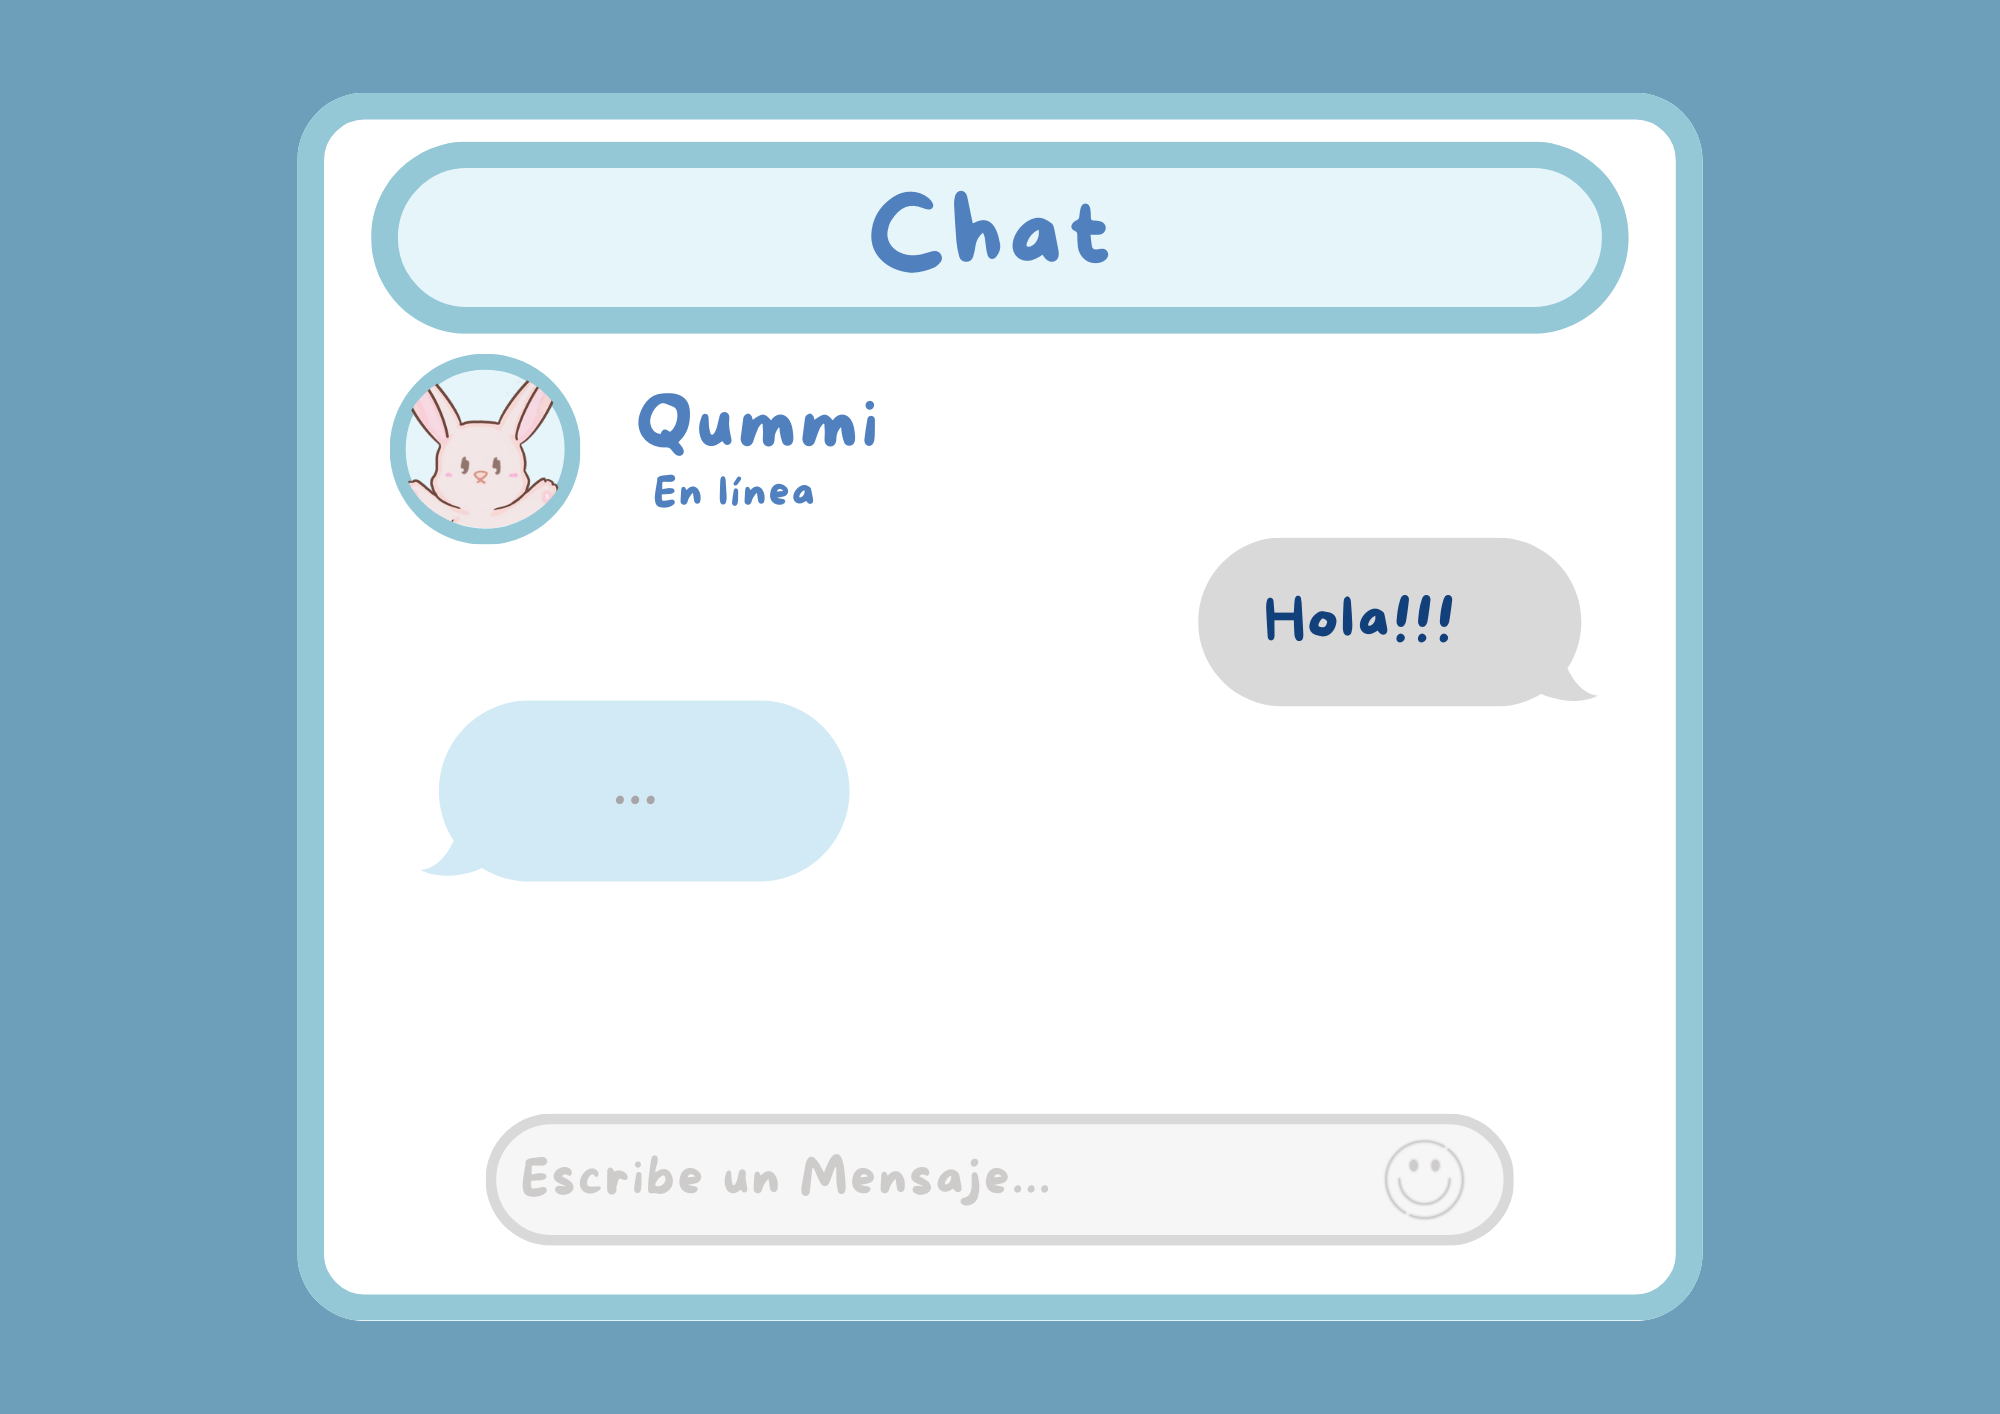 Chat
Qummi
En línea
Hola!!!
...
Escribe un Mensaje...